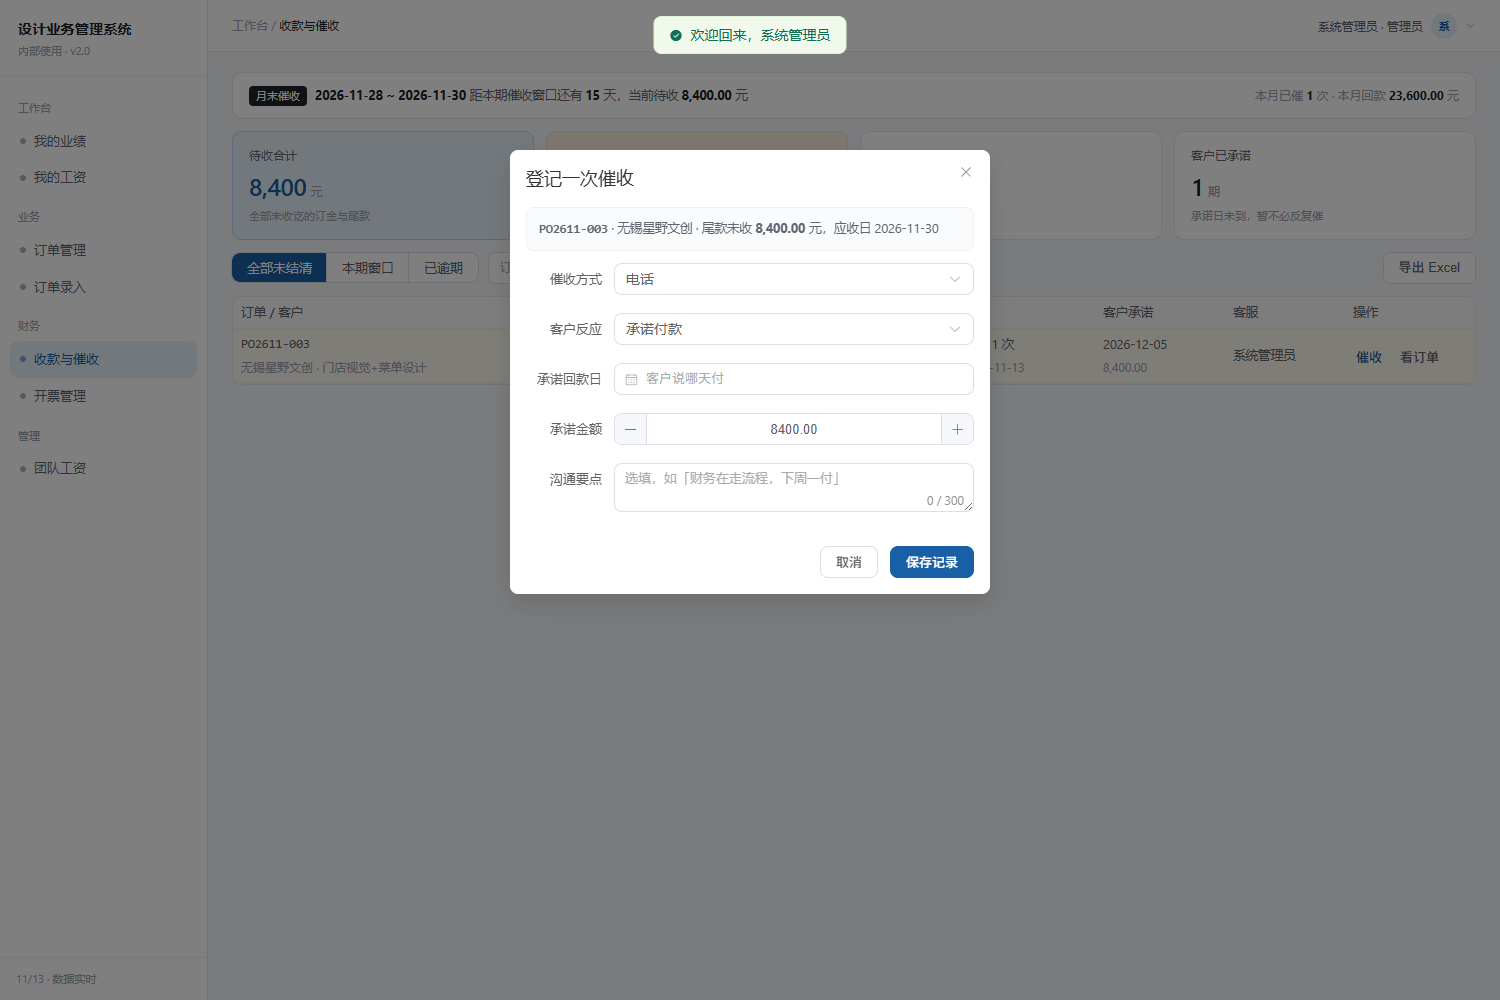 设计业务管理系统
内部使用 · v2.0
工作台
我的业绩
我的工资
业务
订单管理
订单录入
财务
收款与催收
开票管理
管理
团队工资
11/13 · 数据实时
工作台 / 收款与催收
欢迎回来，系统管理员
系统管理员 · 管理员 系
月末催收 2026-11-28 ~ 2026-11-30 距本期催收窗口还有 15 天，当前待收 8,400.00 元
本月已催 1 次 · 本月回款 23,600.00 元
待收合计
8,400 元
全部未收讫的订金与尾款
客户已承诺
1 期
承诺日未到，暂不必反复催
全部未结清 本期窗口 已逾期 订
导出 Excel
订单 / 客户 客户承诺 客服 操作
PO2611-003 1 次 2026-12-05 系统管理员 催收 看订单
无锡星野文创 · 门店视觉+菜单设计 -11-13 8,400.00
登记一次催收
PO2611-003 · 无锡星野文创 · 尾款未收 8,400.00 元，应收日 2026-11-30
催收方式 电话
客户反应 承诺付款
承诺回款日 客户说哪天付
承诺金额 8400.00
沟通要点 选填，如「财务在走流程，下周一付」
0 / 300
取消 保存记录